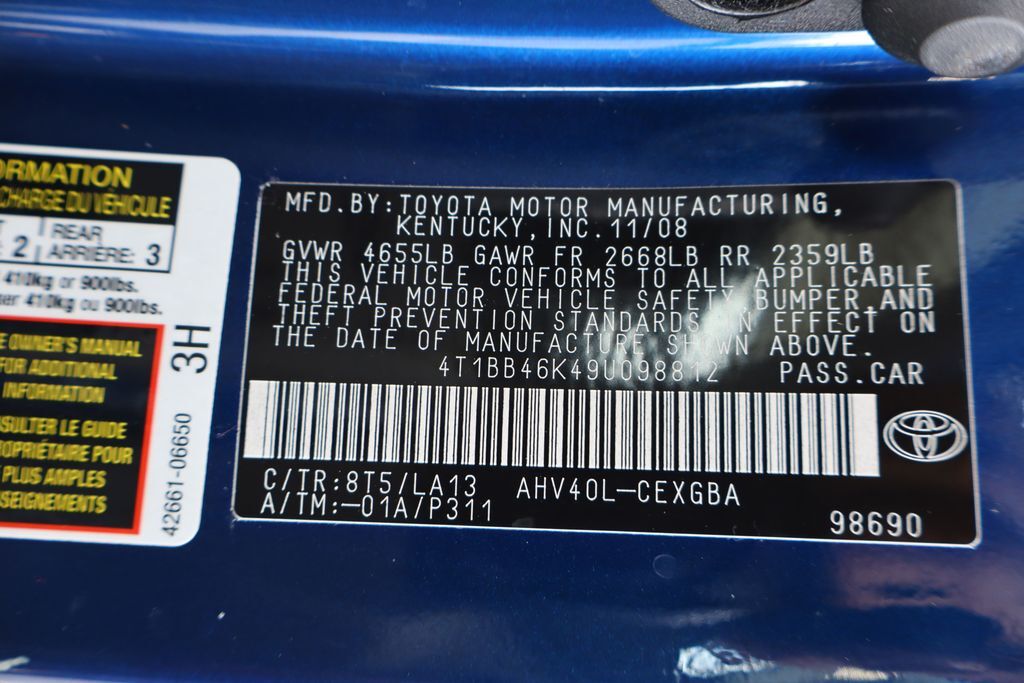 ORMATION
CHARGE DU VÉHICULE
2
REAR
ARRIÈRE: 3
410kg or 900lbs.
er 410kg ou 900lbs.
E OWNER'S MANUAL
FOR ADDITIONAL
INFORMATION
SULTER LE GUIDE
OPRIÉTAIRE POUR
PLUS AMPLES
SEIGNEMENTS
3H
42661-06650
MFD.BY:TOYOTA MOTOR MANUFACTURING,
KENTUCKY,INC.11/08
GVWR 4655LB GAWR FR 2668LB RR 2359LB
THIS VEHICLE CONFORMS TO ALL APPLICABLE
FEDERAL MOTOR VEHICLE SAFETY,BUMPER,AND
THEFT PREVENTION STANDARDS IN EFFECT ON
THE DATE OF MANUFACTURE SHOWN ABOVE.
4T1BB46K49U098812 PASS.CAR
C/TR:8T5/LA13 AHV40L-CEXGBA
A/TM:-01A/P311
98690